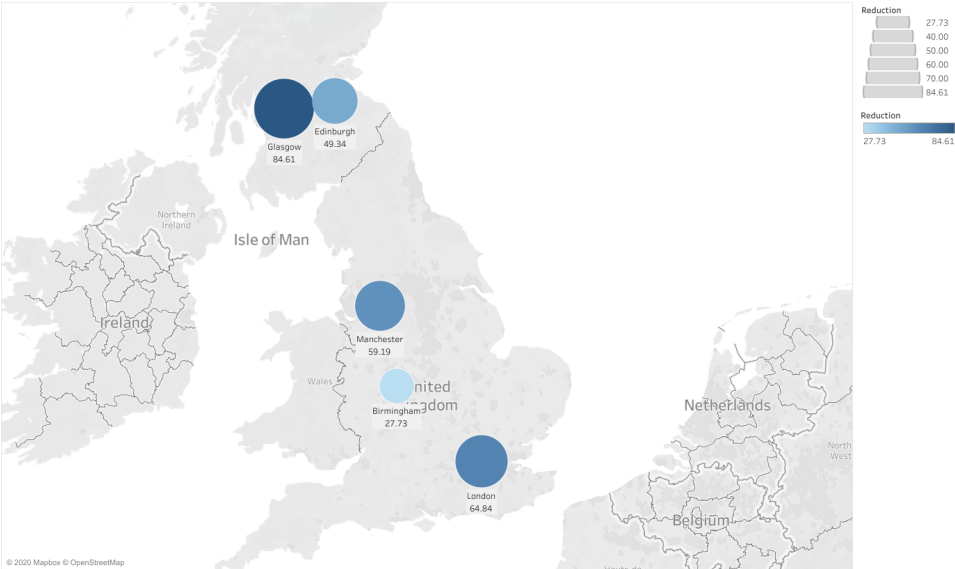 Reduction
27.73
40.00
50.00
60.00
70.00
84.61
Reduction
27.73 84.61
Edinburgh
49.34
Glasgow
84.61
Northern
Ireland
Isle of Man
Ireland
Manchester
59.19
Wales
nited
Birmingham
ngdom
27.73
Netherlands
North
West
London
64.84
Belgium
© 2020 Mapbox © OpenStreetMap